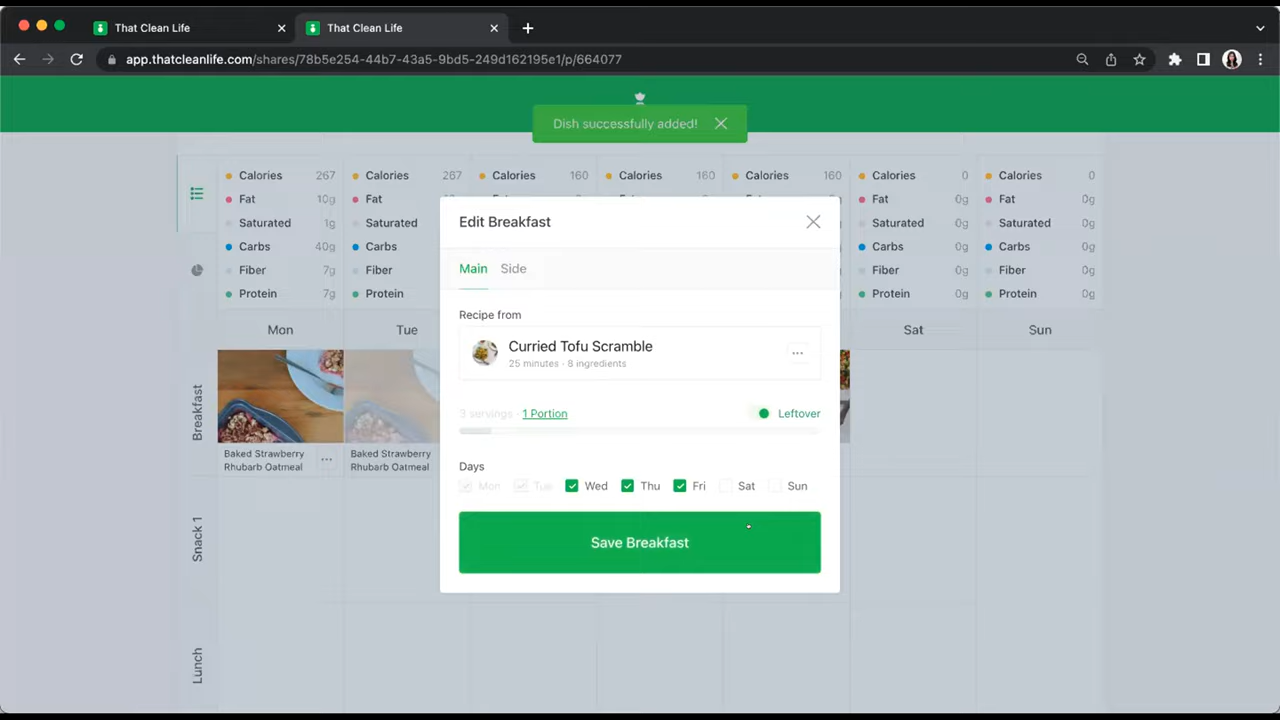 That Clean Life
That Clean Life
app.thatcleanlife.com/shares/78b5e254-44b7-43a5-9bd5-249d162195e1/p/664077
Dish successfully added!
Calories 267
Fat 10g
Saturated 1g
Carbs 40g
Fiber 7g
Protein 7g
Calories 267
Fat
Saturated
Carbs
Fiber
Protein
Calories 160
Calories 160
Calories 160
Calories 0
Fat 0g
Saturated 0g
Carbs 0g
Fiber 0g
Protein 0g
Calories 0
Fat 0g
Saturated 0g
Carbs 0g
Fiber 0g
Protein 0g
Mon
Tue
Sat
Sun
Breakfast
Baked Strawberry
Rhubarb Oatmeal
Baked Strawberry
Rhubarb Oatmeal
Snack 1
Lunch
Edit Breakfast
Main Side
Recipe from
Curried Tofu Scramble
25 minutes · 8 ingredients
3 servings · 1 Portion
Leftover
Days
Mon Tue Wed Thu Fri Sat Sun
Save Breakfast